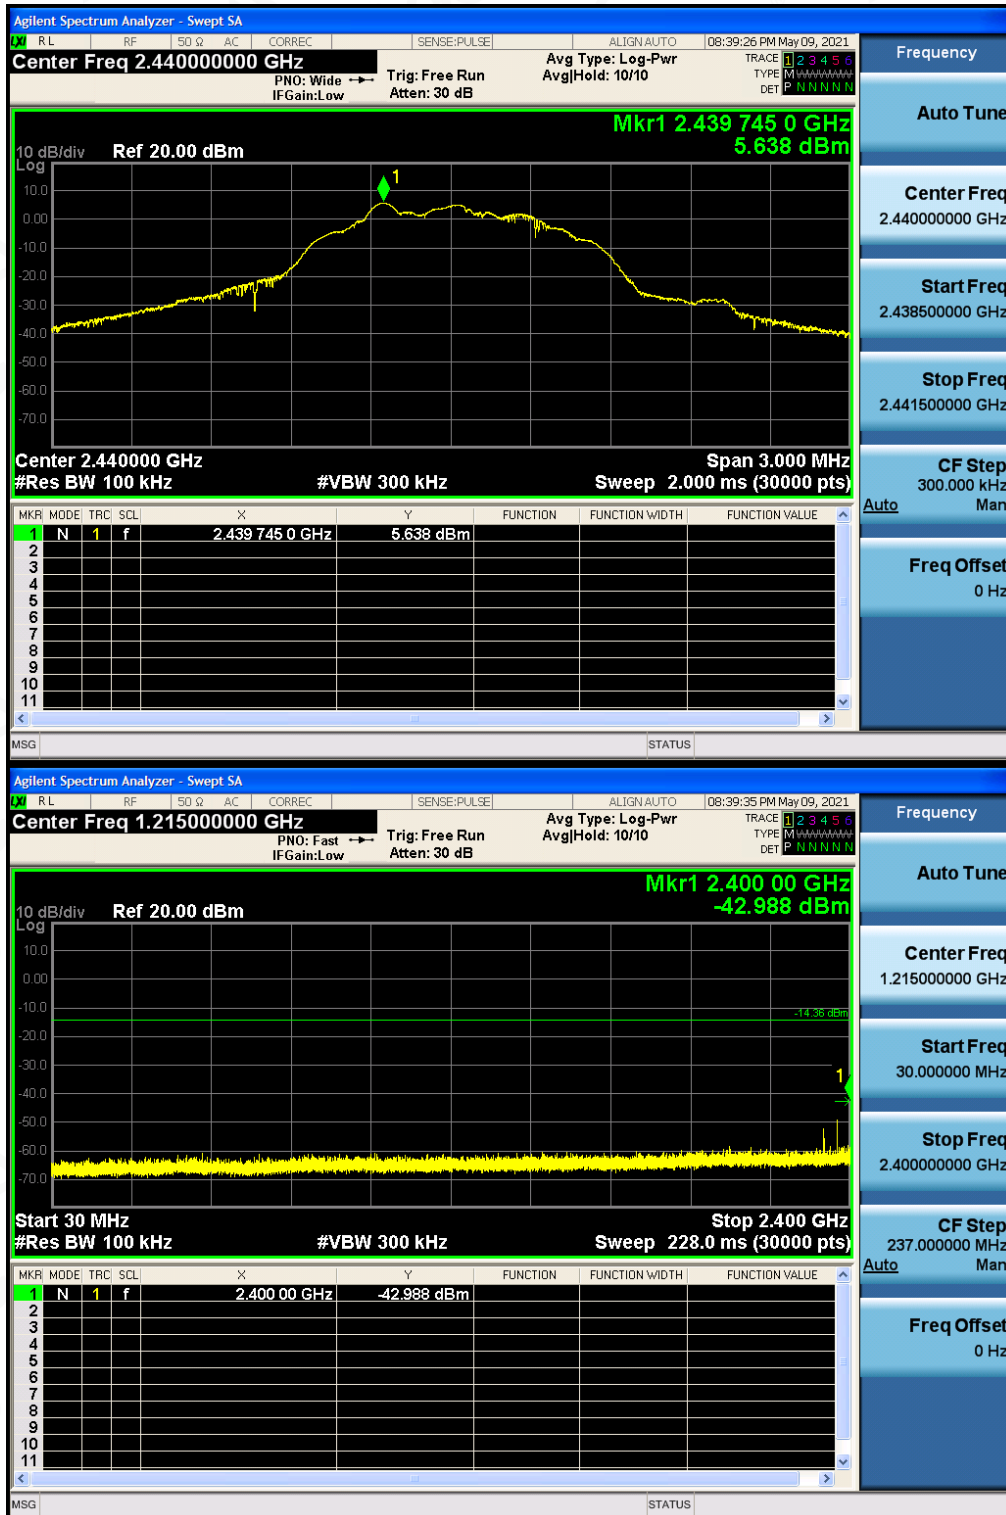 Agilent Spectrum Analyzer - Swept SA
LXI RL RF 50 Ω AC CORREC SENSE:PULSE ALIGN AUTO 08:39:26 PM May 09, 2021
Center Freq 2.440000000 GHz
PNO: Wide
IFGain:Low
Trig: Free Run
Atten: 30 dB
Avg Type: Log-Pwr
Avg|Hold: 10/10
TRACE 1 2 3 4 5 6
TYPE M WWWWW
DET P N N N N N
Mkr1 2.439 745 0 GHz
5.638 dBm
10 dB/div Ref 20.00 dBm
Log
10.0
0.00
-10.0
-20.0
-30.0
-40.0
-50.0
-60.0
-70.0
1
Center 2.440000 GHz Span 3.000 MHz
#Res BW 100 kHz #VBW 300 kHz Sweep 2.000 ms (30000 pts)
MKR MODE TRC SCL X Y FUNCTION FUNCTION WIDTH FUNCTION VALUE
1 N 1 f 2.439 745 0 GHz 5.638 dBm
2
3
4
5
6
7
8
9
10
11
MSG STATUS
Frequency
Auto Tune
Center Freq
2.440000000 GHz
Start Freq
2.438500000 GHz
Stop Freq
2.441500000 GHz
CF Step
300.000 kHz
Auto Man
Freq Offset
0 Hz
Agilent Spectrum Analyzer - Swept SA
LXI RL RF 50 Ω AC CORREC SENSE:PULSE ALIGN AUTO 08:39:35 PM May 09, 2021
Center Freq 1.215000000 GHz
PNO: Fast
IFGain:Low
Trig: Free Run
Atten: 30 dB
Avg Type: Log-Pwr
Avg|Hold: 10/10
TRACE 1 2 3 4 5 6
TYPE M WWWWW
DET P N N N N N
Mkr1 2.400 00 GHz
-42.988 dBm
10 dB/div Ref 20.00 dBm
Log
10.0
0.00
-10.0
-20.0
-30.0
-40.0
-50.0
-60.0
-70.0
-14.36 dBm
1
Start 30 MHz Stop 2.400 GHz
#Res BW 100 kHz #VBW 300 kHz Sweep 228.0 ms (30000 pts)
MKR MODE TRC SCL X Y FUNCTION FUNCTION WIDTH FUNCTION VALUE
1 N 1 f 2.400 00 GHz -42.988 dBm
2
3
4
5
6
7
8
9
10
11
MSG STATUS
Frequency
Auto Tune
Center Freq
1.215000000 GHz
Start Freq
30.000000 MHz
Stop Freq
2.400000000 GHz
CF Step
237.000000 MHz
Auto Man
Freq Offset
0 Hz